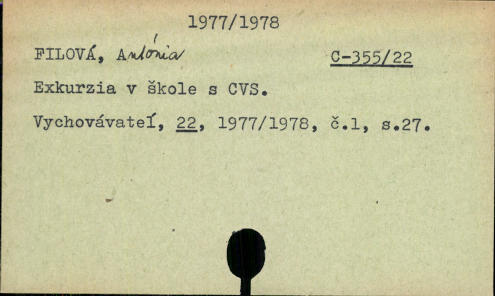 1977/1978
FILOVÁ, Antónia C-355/22
Exkurzia v škole s CVS.
Vychovávateľ, 22, 1977/1978, č.1, s.27.